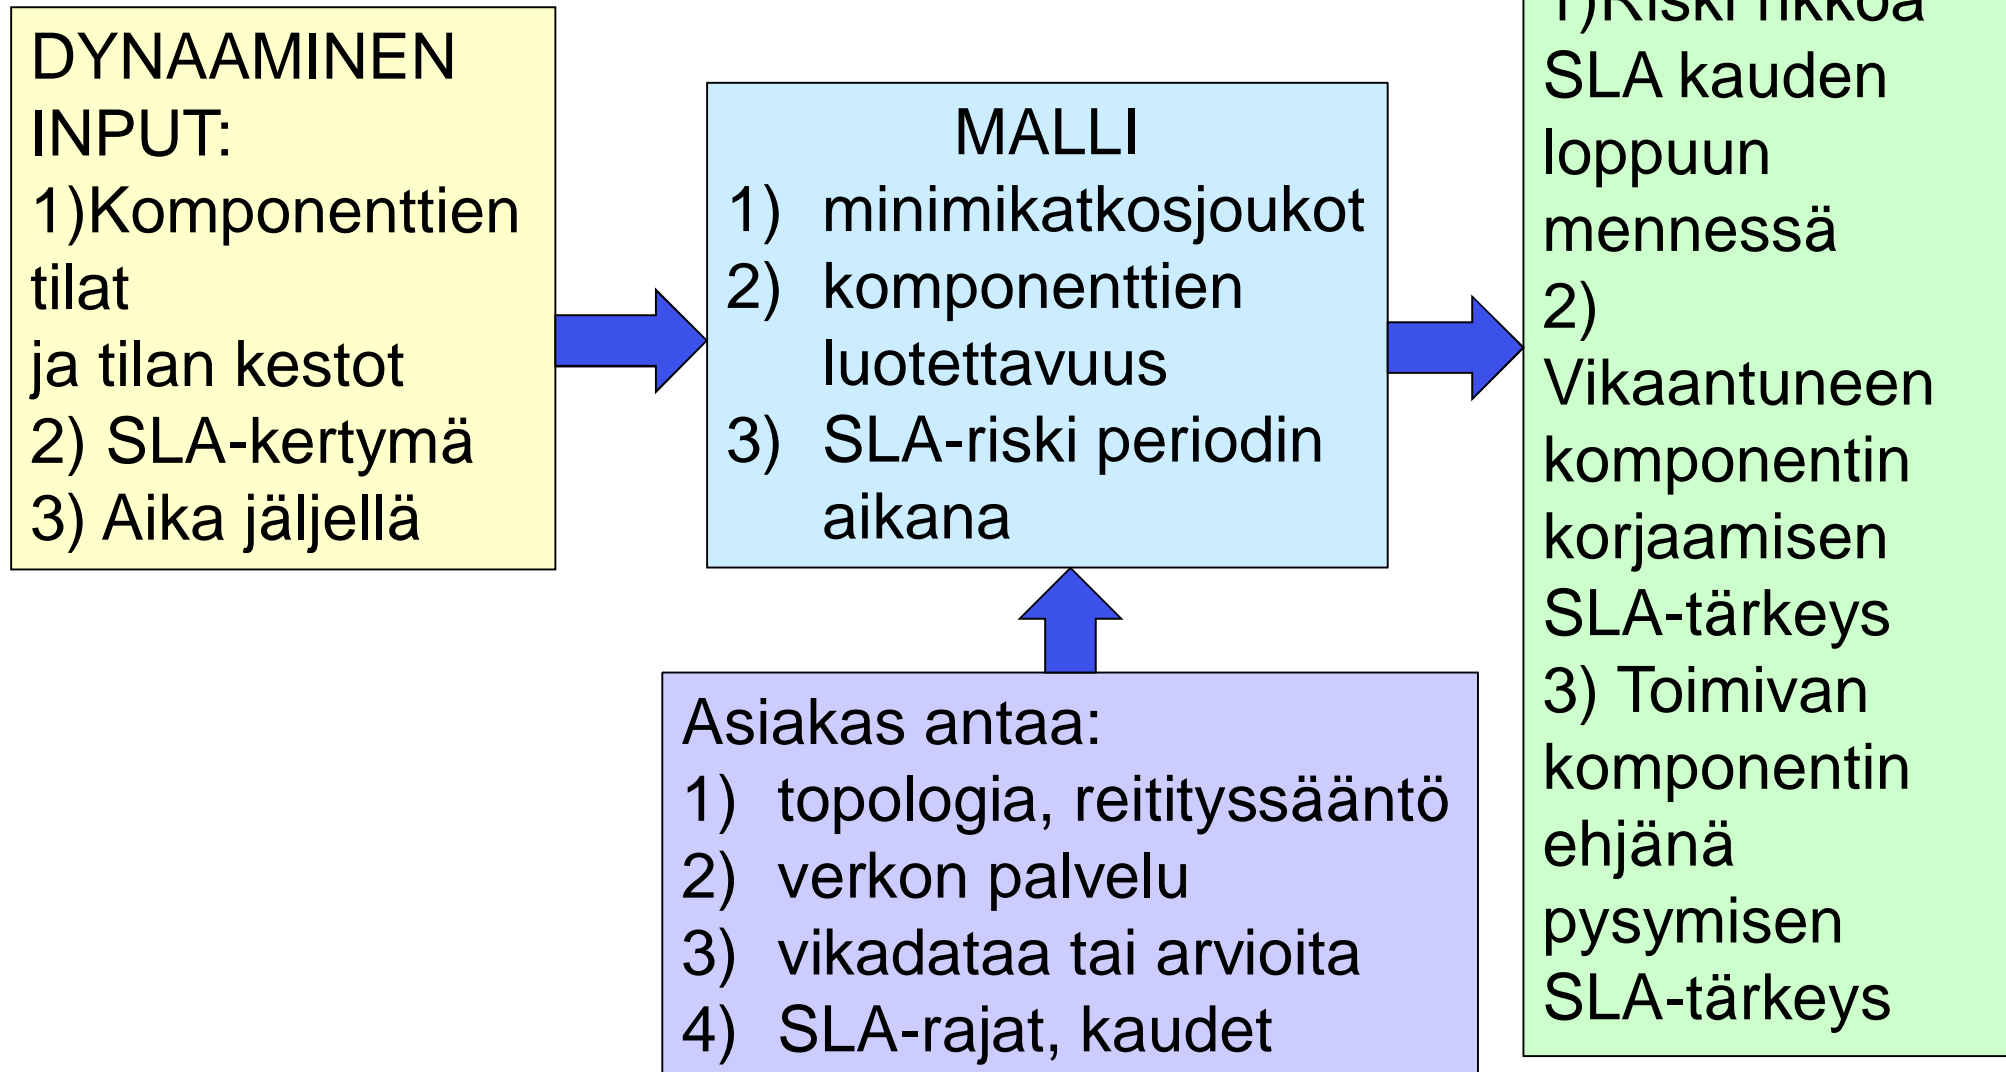 DYNAAMINEN
INPUT:
1)Komponenttien
tilat
ja tilan kestot
2) SLA-kertymä
3) Aika jäljellä
MALLI
1) minimikatkosjoukot
2) komponenttien
luotettavuus
3) SLA-riski periodin
aikana
Asiakas antaa:
1) topologia, reitityssääntö
2) verkon palvelu
3) vikadataa tai arvioita
4) SLA-rajat, kaudet
1)Riski rikkoa
SLA kauden
loppuun
mennessä
2)
Vikaantuneen
komponentin
korjaamisen
SLA-tärkeys
3) Toimivan
komponentin
ehjänä
pysymisen
SLA-tärkeys